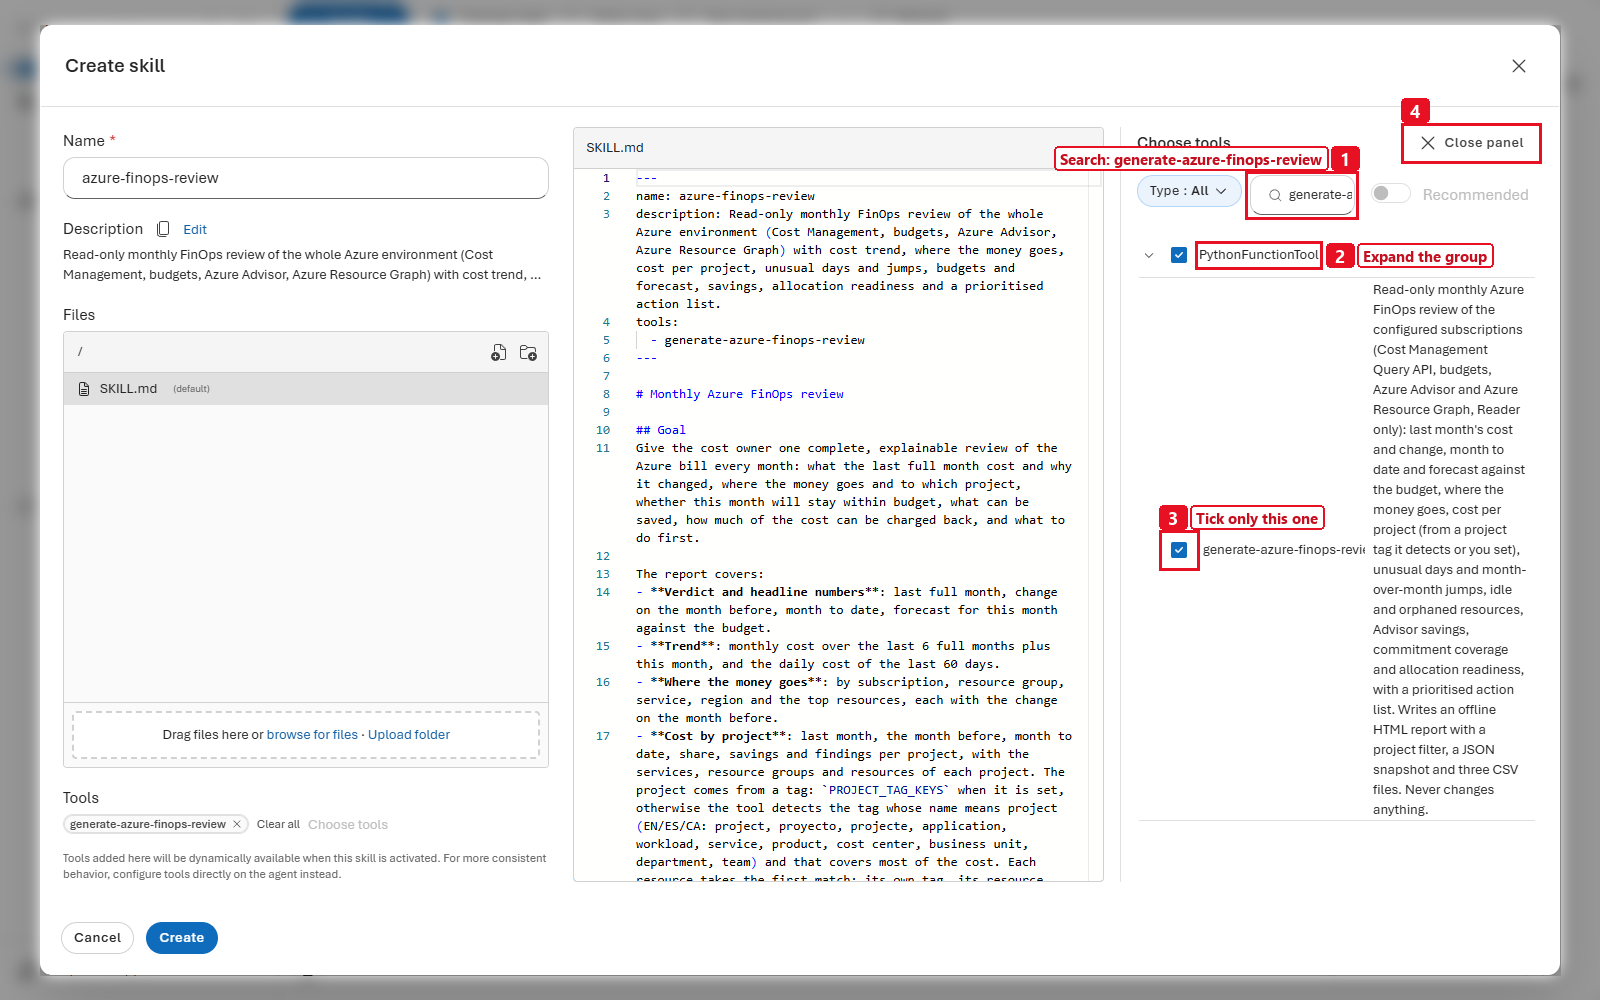 Create skill
Name *
azure-finops-review
Description Edit
Read-only monthly FinOps review of the whole Azure environment (Cost
Management, budgets, Azure Advisor, Azure Resource Graph) with cost trend, ...
Files
/
SKILL.md (default)
Drag files here or browse for files · Upload folder
Tools
generate-azure-finops-review Clear all Choose tools
Tools added here will be dynamically available when this skill is activated. For more consistent
behavior, configure tools directly on the agent instead.
Cancel Create
SKILL.md
1 ---
2 name: azure-finops-review
3 description: Read-only monthly FinOps review of the whole
Azure environment (Cost Management, budgets, Azure Advisor,
Azure Resource Graph) with cost trend, where the money goes,
cost per project, unusual days and jumps, budgets and
forecast, savings, allocation readiness and a prioritised
action list.
4 tools:
5 - generate-azure-finops-review
6 ---
7
8 # Monthly Azure FinOps review
9
10 ## Goal
11 Give the cost owner one complete, explainable review of the
Azure bill every month: what the last full month cost and why
it changed, where the money goes and to which project,
whether this month will stay within budget, what can be
saved, how much of the cost can be charged back, and what to
do first.
12
13 The report covers:
14 - **Verdict and headline numbers**: last full month, change
on the month before, month to date, forecast for this month
against the budget.
15 - **Trend**: monthly cost over the last 6 full months plus
this month, and the daily cost of the last 60 days.
16 - **Where the money goes**: by subscription, resource group,
service, region and the top resources, each with the change
on the month before.
17 - **Cost by project**: last month, the month before, month to
date, share, savings and findings per project, with the
services, resource groups and resources of each project. The
project comes from a tag: `PROJECT_TAG_KEYS` when it is set,
otherwise the tool detects the tag whose name means project
(EN/ES/CA: project, proyecto, projecte, application,
workload, service, product, cost center, business unit,
department, team) and that covers most of the cost. Each
resource takes the first match: its own tag, its resource
Choose tools
4
Close panel
Search: generate-azure-finops-review 1
Type : All generate-a Recommended
PythonFunctionTool 2 Expand the group
3 Tick only this one
generate-azure-finops-revie
Read-only monthly Azure
FinOps review of the
configured subscriptions
(Cost Management
Query API, budgets,
Azure Advisor and Azure
Resource Graph, Reader
only): last month's cost
and change, month to
date and forecast against
the budget, where the
money goes, cost per
project (from a project
tag it detects or you set),
unusual days and month-
over-month jumps, idle
and orphaned resources,
Advisor savings,
commitment coverage
and allocation readiness,
with a prioritised action
list. Writes an offline
HTML report with a
project filter, a JSON
snapshot and three CSV
files. Never changes
anything.